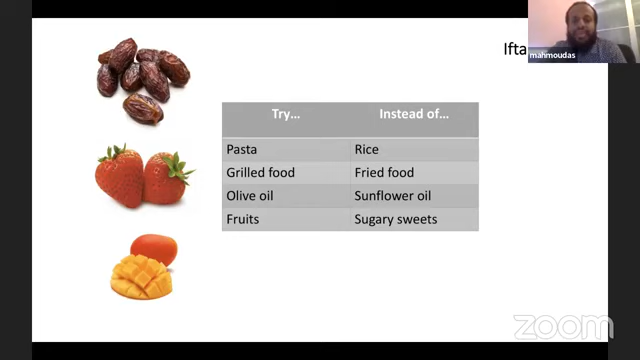 Ifta
mahmoudas
Try... Instead of...
Pasta Rice
Grilled food Fried food
Olive oil Sunflower oil
Fruits Sugary sweets
zoom